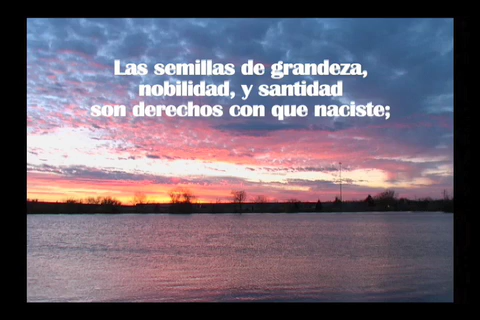 Las semillas de grandeza,
nobilidad, y santidad
son derechos con que naciste;